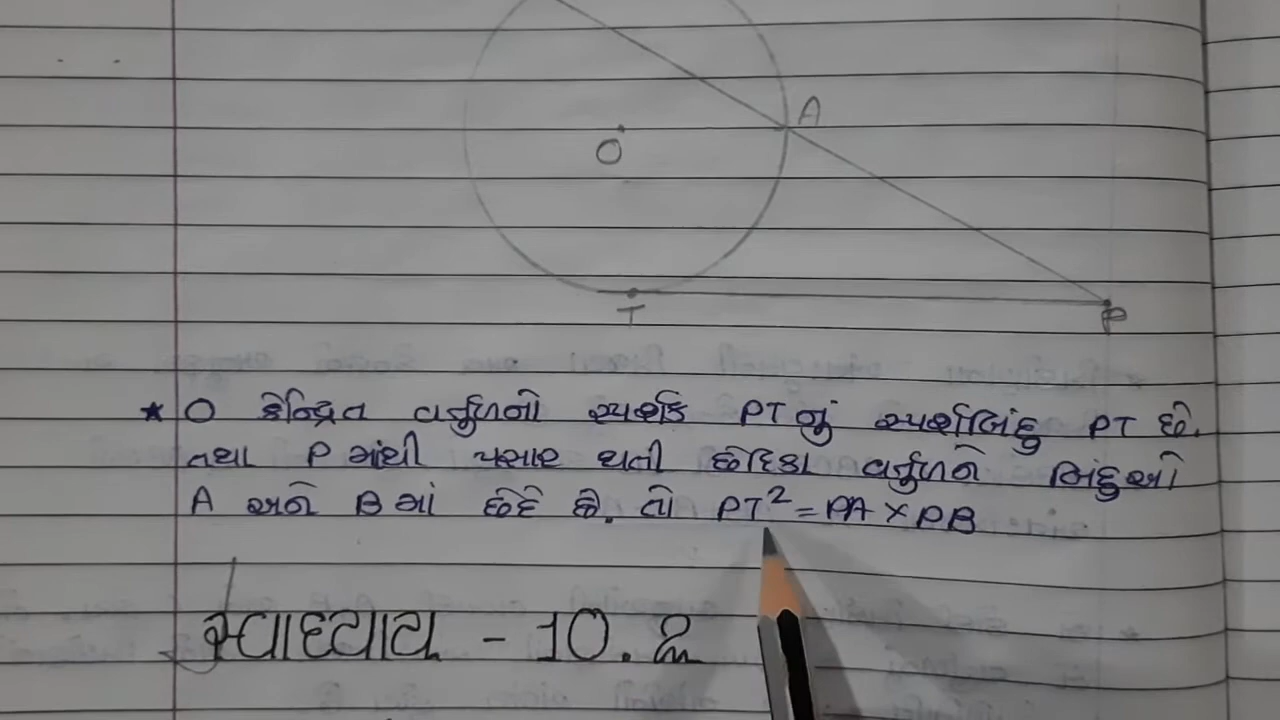 A
O
T
P
★ O કેન્દ્રિત વર્તુળનો સ્પર્શક PT નું સ્પર્શબિંદુ PT છે.
તથા P માંથી પસાર થતી છેદિકા વર્તુળને બિંદુઓ
A અને B માં છેદે છે. તો PT² = PA × PB
સ્વાધ્યાય - 10.2